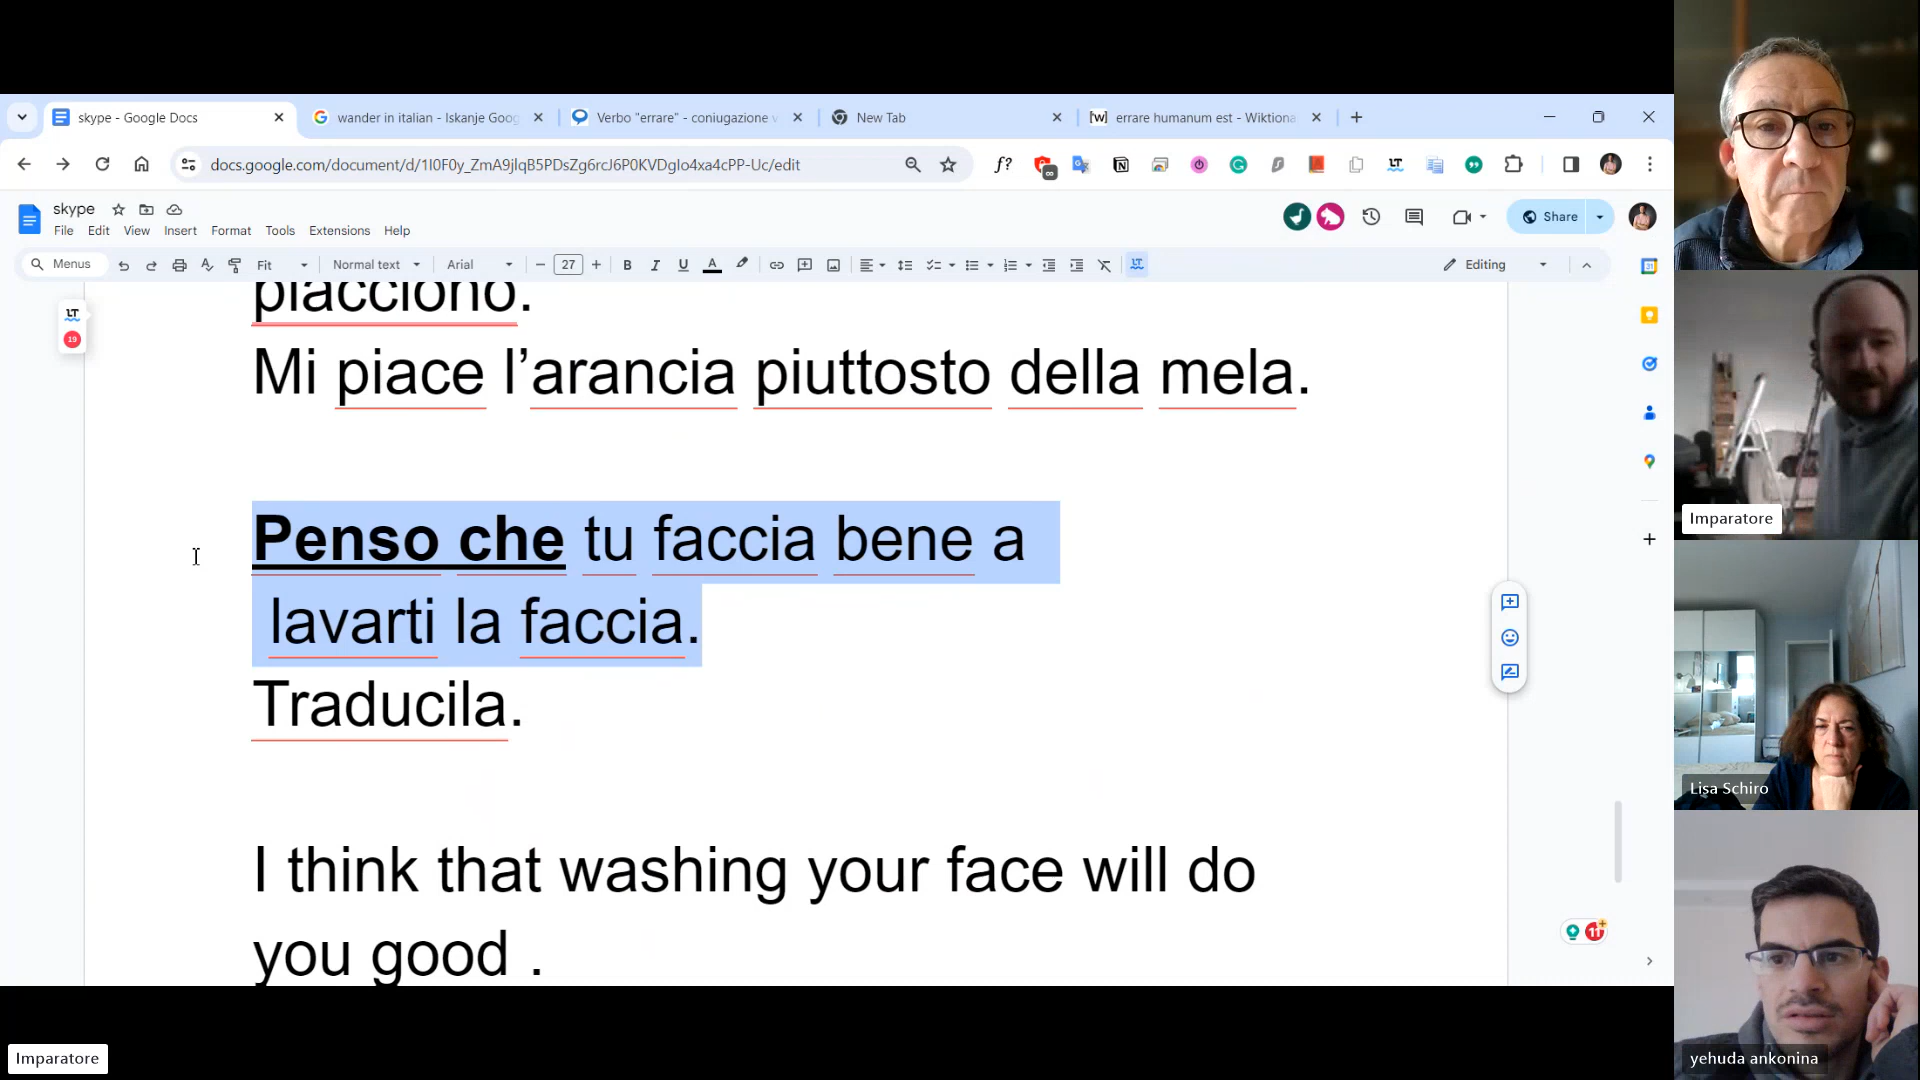 skype - Google Docs
wander in italian - Iskanje Goog
Verbo "errare" - coniugazione v
New Tab
errare humanum est - Wiktiona
docs.google.com/document/d/1I0F0y_ZmA9jlqB5PDsZg6rcJ6P0KVDgIo4xa4cPP-Uc/edit
skype
File Edit View Insert Format Tools Extensions Help
Share
Menus
Fit
Normal text
Arial
27
Editing
piacciono.
19
Mi piace l’arancia piuttosto della mela.
Penso che tu faccia bene a
lavarti la faccia.
Traducila.
I think that washing your face will do
you good .
11
Imparatore
Imparatore
Lisa Schiro
yehuda ankonina